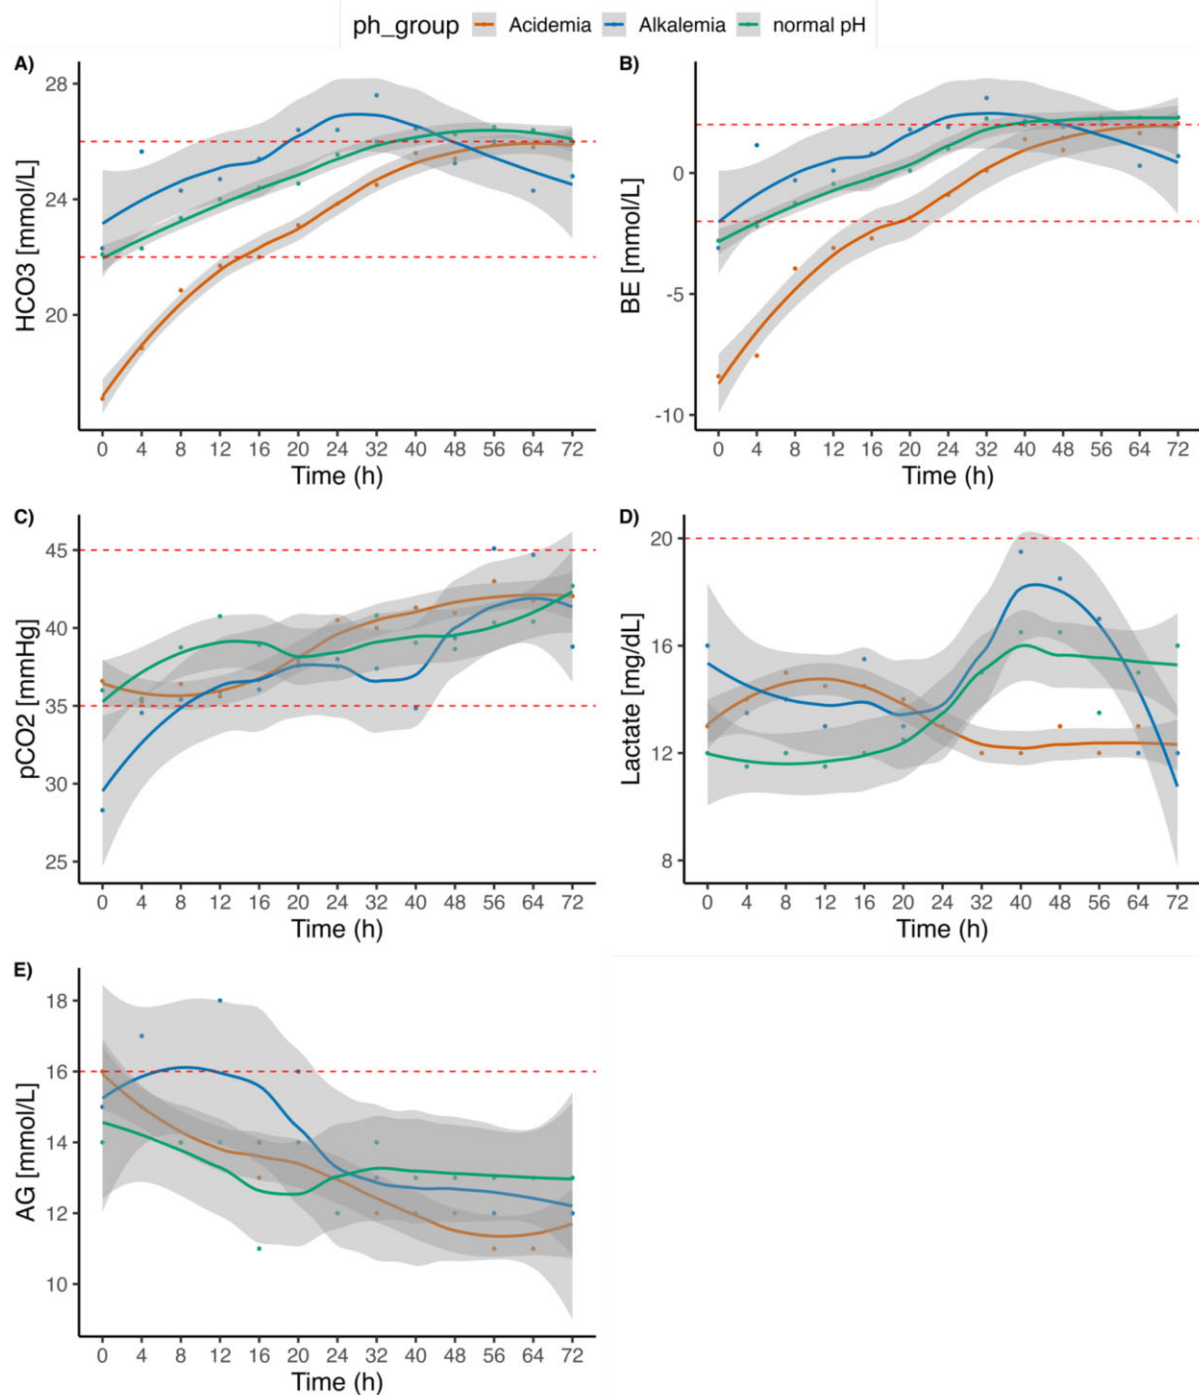 ph_group Acidemia Alkalemia normal pH
A)
HCO3 [mmol/L]
28
24
20
0 4 8 12 16 20 24 32 40 48 56 64 72
Time (h)
B)
BE [mmol/L]
0
-5
-10
0 4 8 12 16 20 24 32 40 48 56 64 72
Time (h)
C)
pCO2 [mmHg]
45
40
35
30
25
0 4 8 12 16 20 24 32 40 48 56 64 72
Time (h)
D)
Lactate [mg/dL]
20
16
12
8
0 4 8 12 16 20 24 32 40 48 56 64 72
Time (h)
E)
AG [mmol/L]
18
16
14
12
10
0 4 8 12 16 20 24 32 40 48 56 64 72
Time (h)